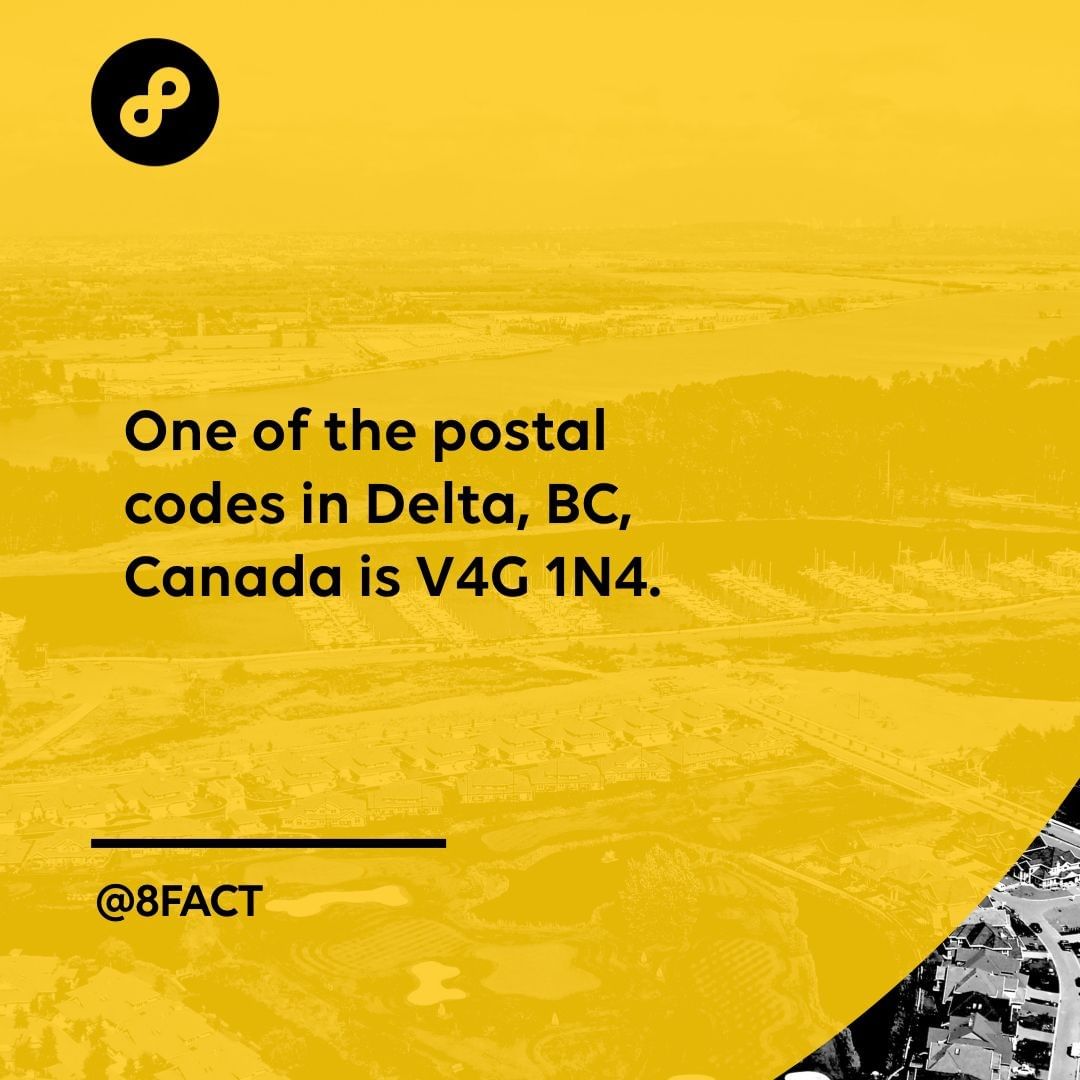 One of the postal
codes in Delta, BC,
Canada is V4G 1N4.
@8FACT